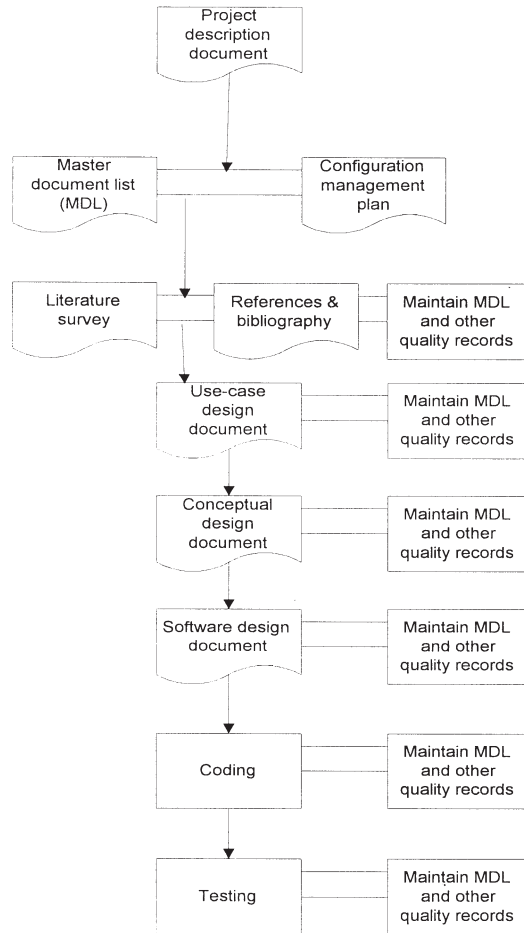 Project
description
document
Master
document list
(MDL)
Configuration
management
plan
Literature
survey
References &
bibliography
Maintain MDL
and other
quality records
Use-case
design
document
Maintain MDL
and other
quality records
Conceptual
design
document
Maintain MDL
and other
quality records
Software design
document
Maintain MDL
and other
quality records
Coding
Maintain MDL
and other
quality records
Testing
Maintain MDL
and other
quality records